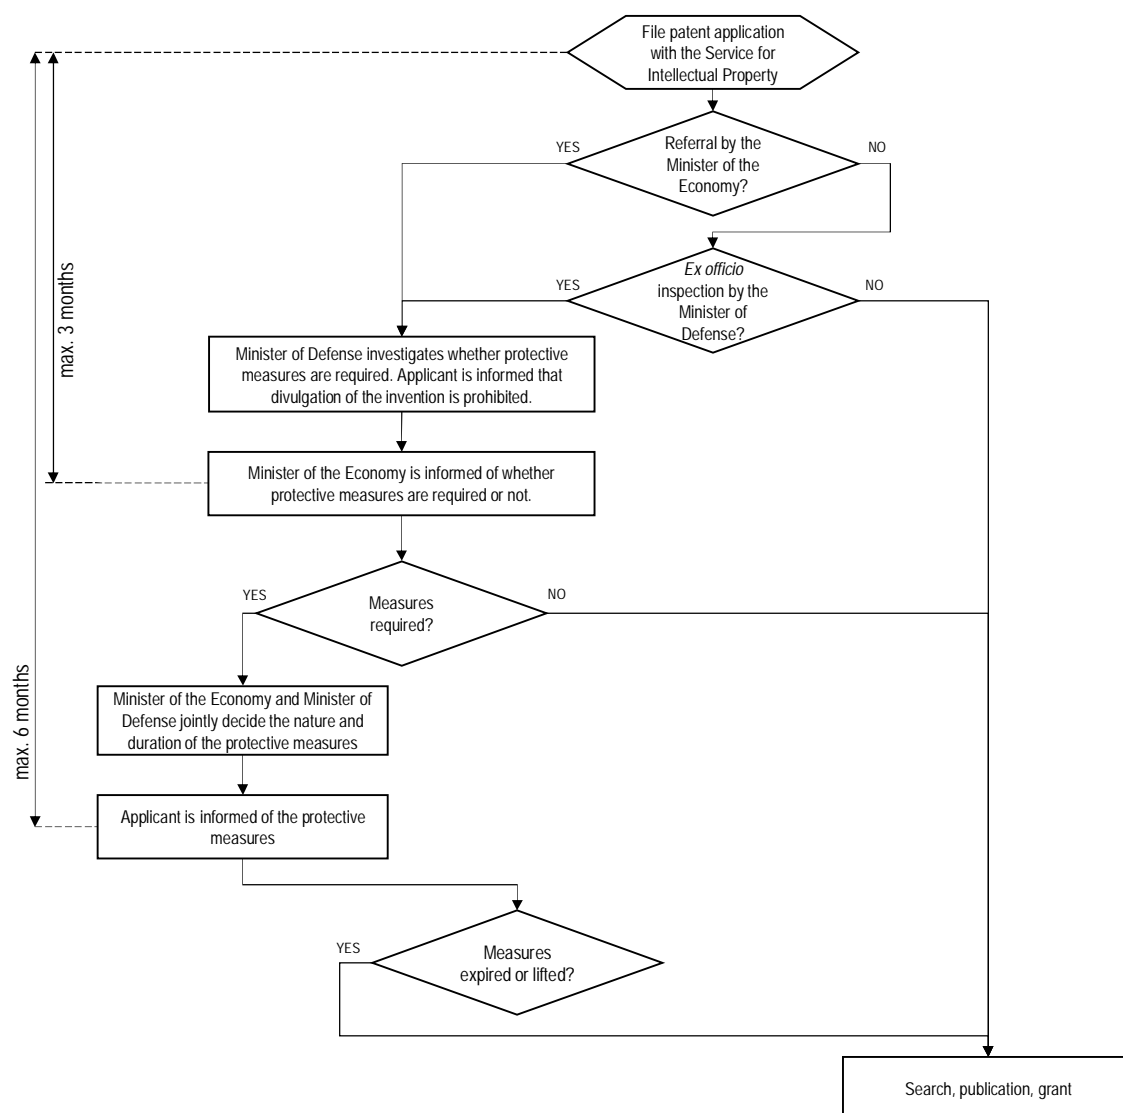 File patent application
with the Service for
Intellectual Property
YES
Referral by the
Minister of the
Economy?
NO
YES
Ex officio
inspection by the
Minister of
Defense?
NO
max. 3 months
Minister of Defense investigates whether protective
measures are required. Applicant is informed that
divulgation of the invention is prohibited.
Minister of the Economy is informed of whether
protective measures are required or not.
YES
Measures
required?
NO
max. 6 months
Minister of the Economy and Minister of
Defense jointly decide the nature and
duration of the protective measures
Applicant is informed of the protective
measures
YES
Measures
expired or lifted?
Search, publication, grant